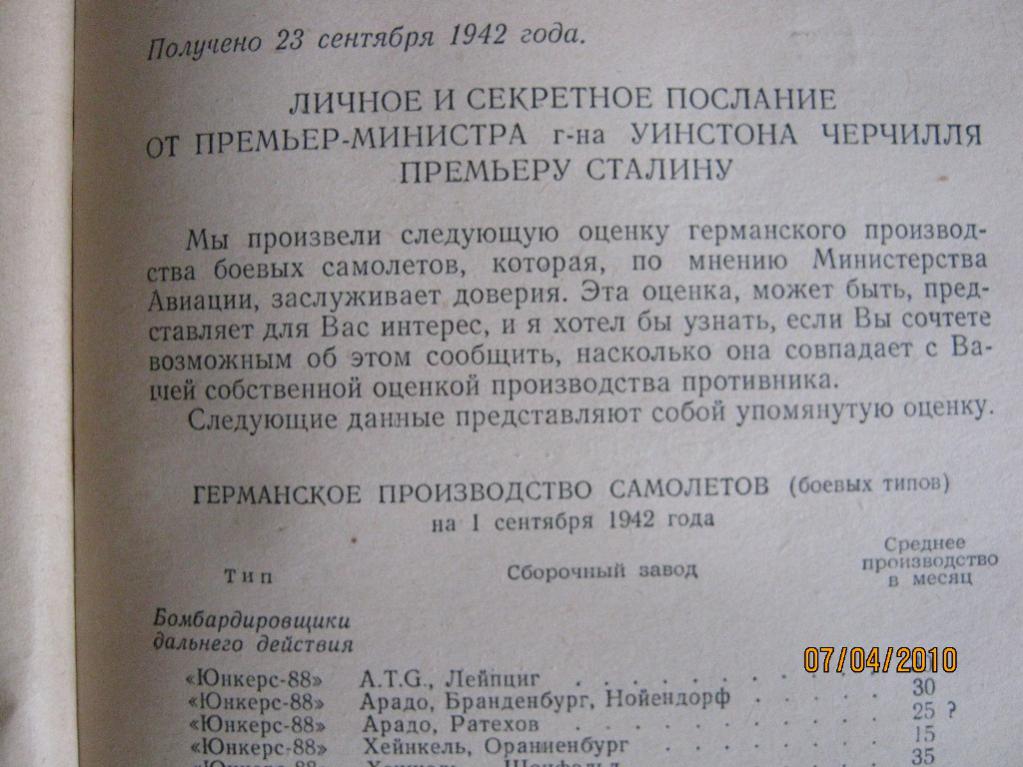 Получено 23 сентября 1942 года.
ЛИЧНОЕ И СЕКРЕТНОЕ ПОСЛАНИЕ
ОТ ПРЕМЬЕР-МИНИСТРА г-на УИНСТОНА ЧЕРЧИЛЛЯ
ПРЕМЬЕРУ СТАЛИНУ
Мы произвели следующую оценку германского производ-
ства боевых самолетов, которая, по мнению Министерства
Авиации, заслуживает доверия. Эта оценка, может быть, пред-
ставляет для Вас интерес, и я хотел бы узнать, если Вы сочтете
возможным об этом сообщить, насколько она совпадает с Ва-
шей собственной оценкой производства противника.
Следующие данные представляют собой упомянутую оценку.
ГЕРМАНСКОЕ ПРОИЗВОДСТВО САМОЛЕТОВ (боевых типов)
на 1 сентября 1942 года
Тип Сборочный завод Среднее производство в месяц
Бомбардировщики
дальнего действия
07/04/2010
«Юнкерс-88» A.T.G., Лейпциг . . . . . . . . . . . 30
«Юнкерс-88» Арадо, Бранденбург, Нойендорф . . . . . 25 ?
«Юнкерс-88» Арадо, Ратехов . . . . . . . . . . . 15
«Юнкерс-88» Хейнкель, Ораниенбург . . . . . . . . 35
«Юнкерс-88»